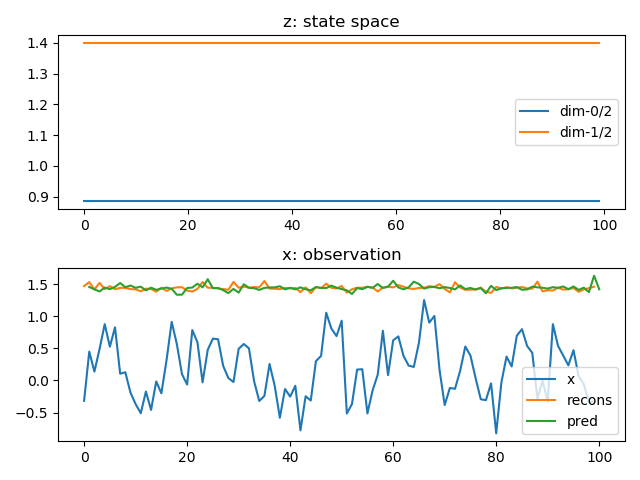 z: state space
1.4
1.3
1.2
1.1
1.0
0.9
dim-0/2
dim-1/2
0 20 40 60 80 100
x: observation
1.5
1.0
0.5
0.0
−0.5
x
recons
pred
0 20 40 60 80 100